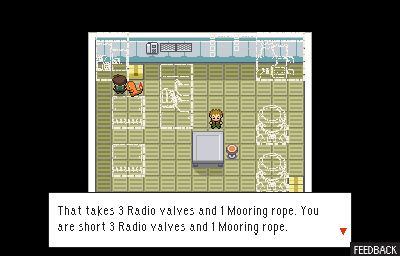 That takes 3 Radio valves and 1 Mooring rope. You
are short 3 Radio valves and 1 Mooring rope.
FEEDBACK